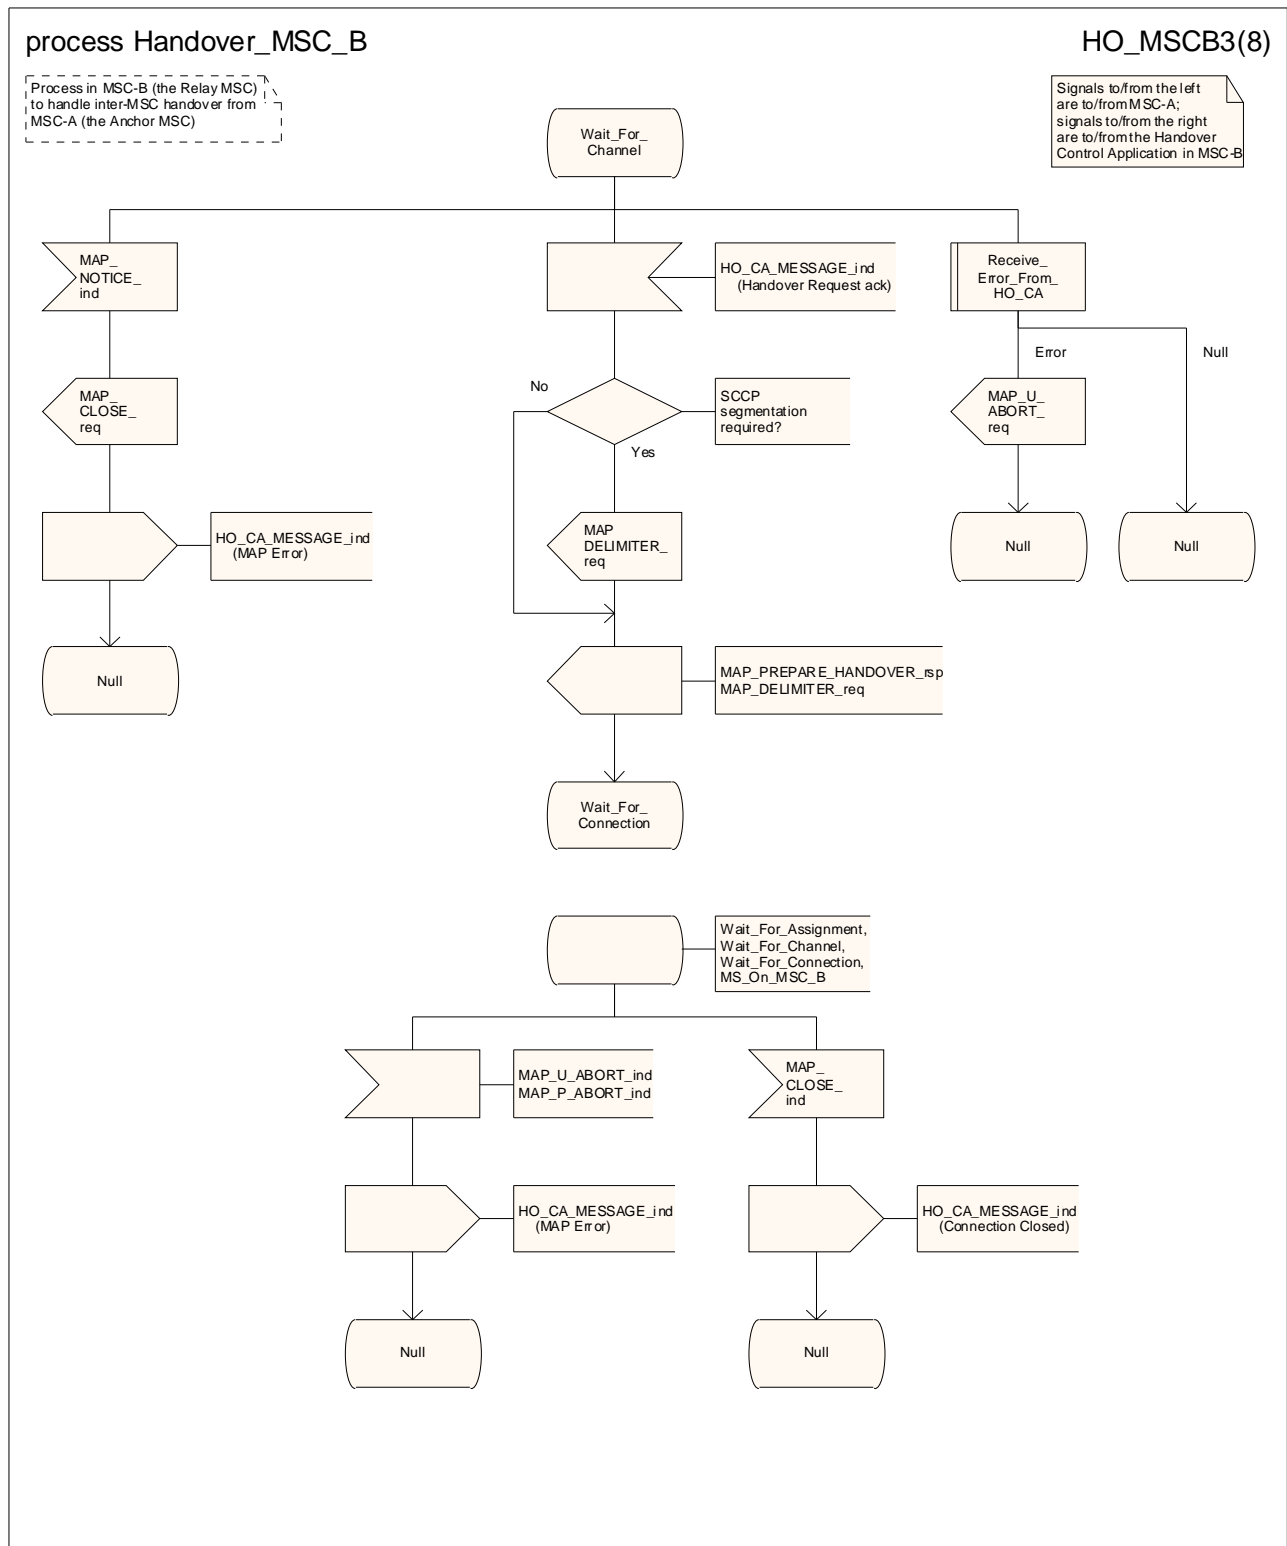 process Handover_MSC_B
HO_MSCB3(8)
Process in MSC-B (the Relay MSC)
to handle inter-MSC handover from
MSC-A (the Anchor MSC)
Signals to/from the left
are to/from MSC-A;
signals to/from the right
are to/from the Handover
Control Application in MSC-B
Wait_For_
Channel
MAP_
NOTICE_
ind
HO_CA_MESSAGE_ind
(Handover Request ack)
Receive_
Error_From_
HO_CA
Error
Null
No
MAP_
CLOSE_
req
SCCP
segmentation
required?
MAP_U_
ABORT_
req
Yes
HO_CA_MESSAGE_ind
(MAP Error)
MAP
DELIMITER_
req
Null
Null
Null
MAP_PREPARE_HANDOVER_rsp
MAP_DELIMITER_req
Wait_For_
Connection
Wait_For_Assignment,
Wait_For_Channel,
Wait_For_Connection,
MS_On_MSC_B
MAP_U_ABORT_ind
MAP_P_ABORT_ind
MAP_
CLOSE_
ind
HO_CA_MESSAGE_ind
(MAP Error)
HO_CA_MESSAGE_ind
(Connection Closed)
Null
Null